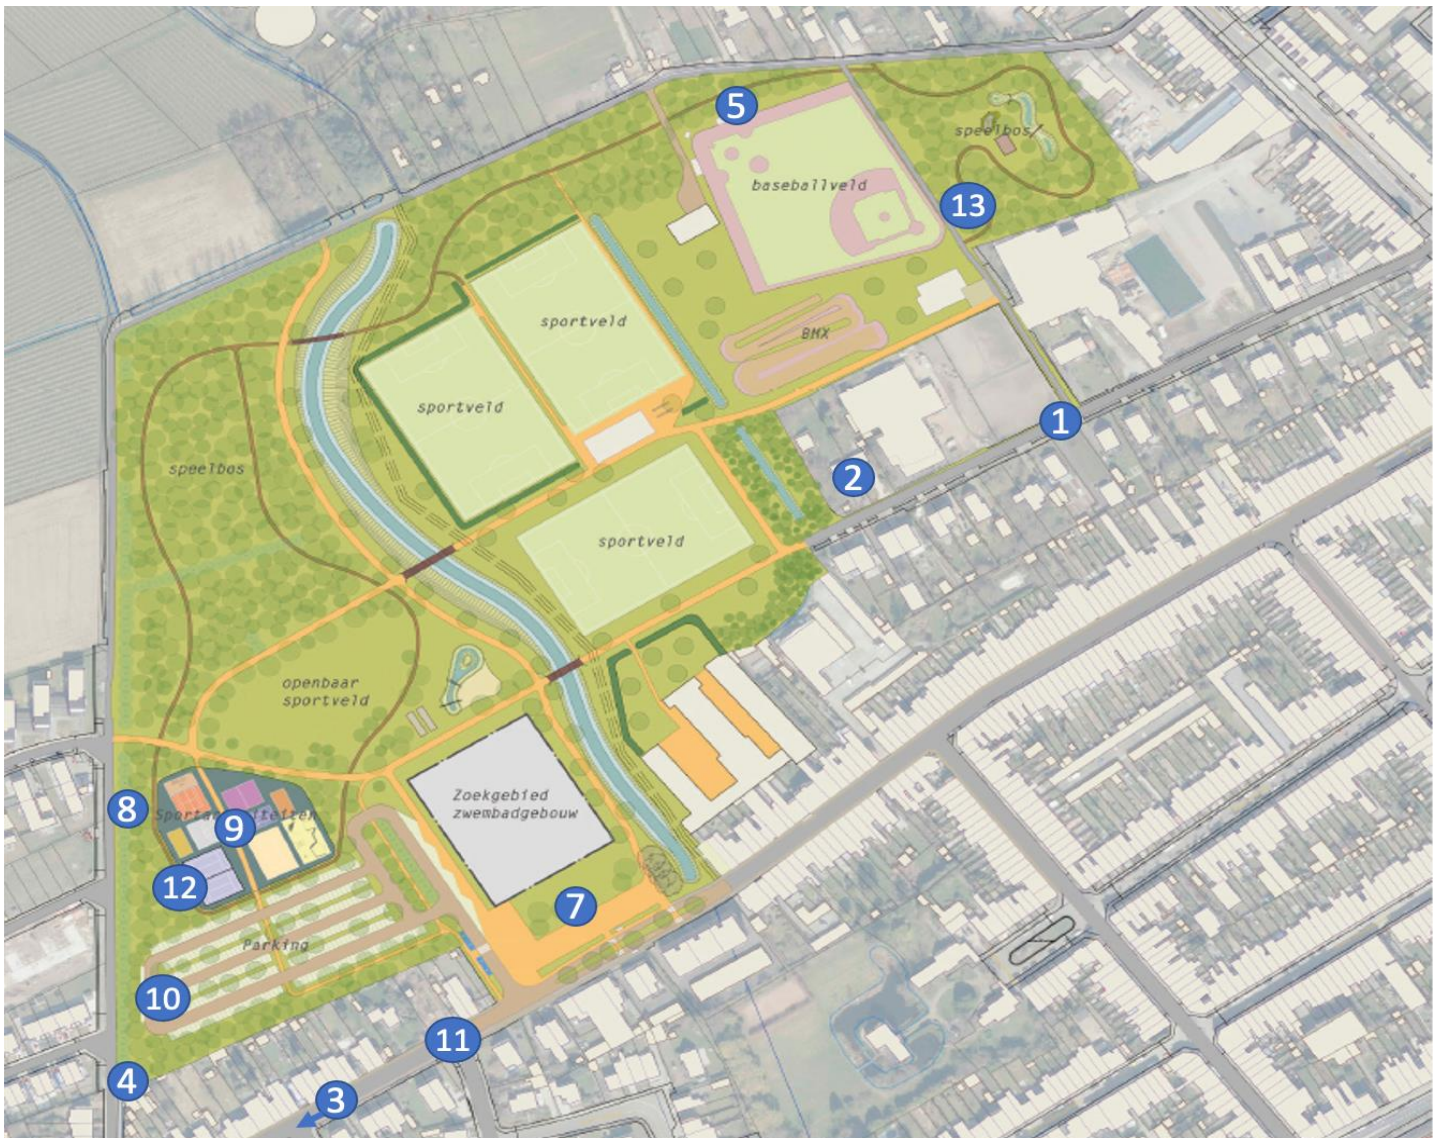 5
speelbos
baseballveld
13
sportveld
BMX
sportveld
1
speelbos
2
sportveld
openbaar
sportveld
Zoekgebied
zwembadgebouw
8
Sportactiviteiten
9
12
7
Parking
10
11
4
3